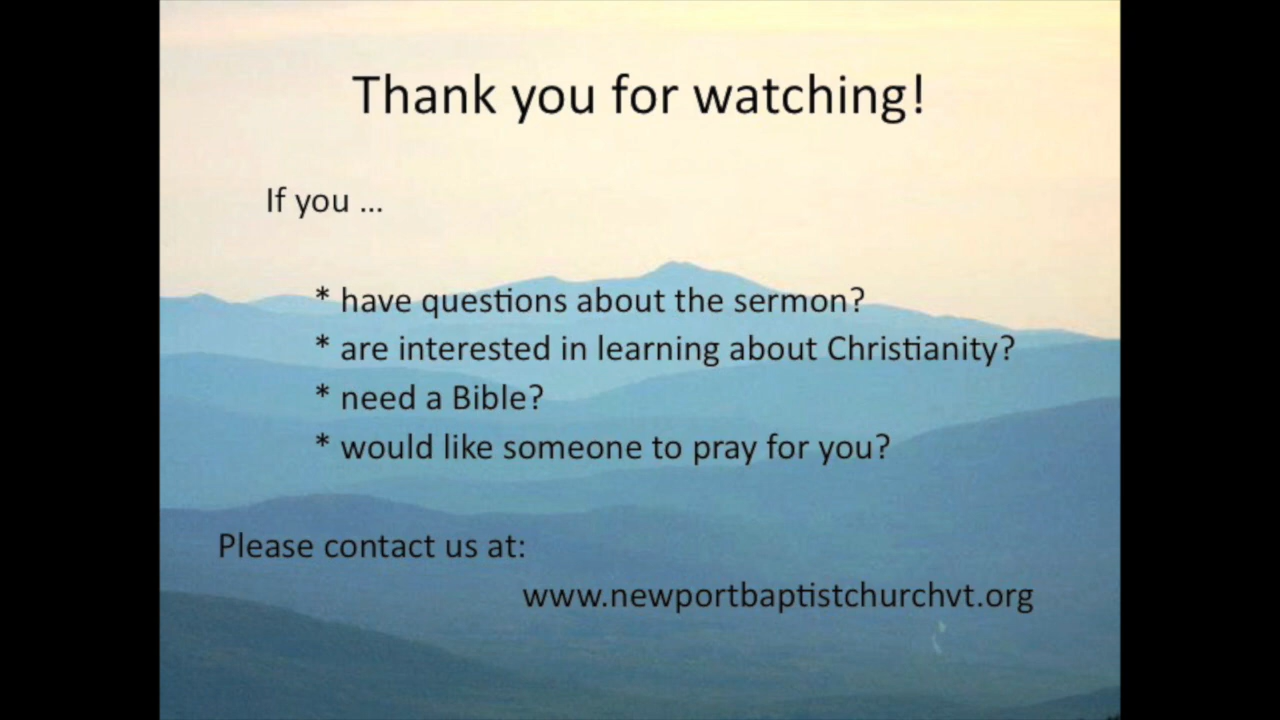 Thank you for watching!
If you ...
* have questions about the sermon?
* are interested in learning about Christianity?
* need a Bible?
* would like someone to pray for you?
Please contact us at:
www.newportbaptistchurchvt.org